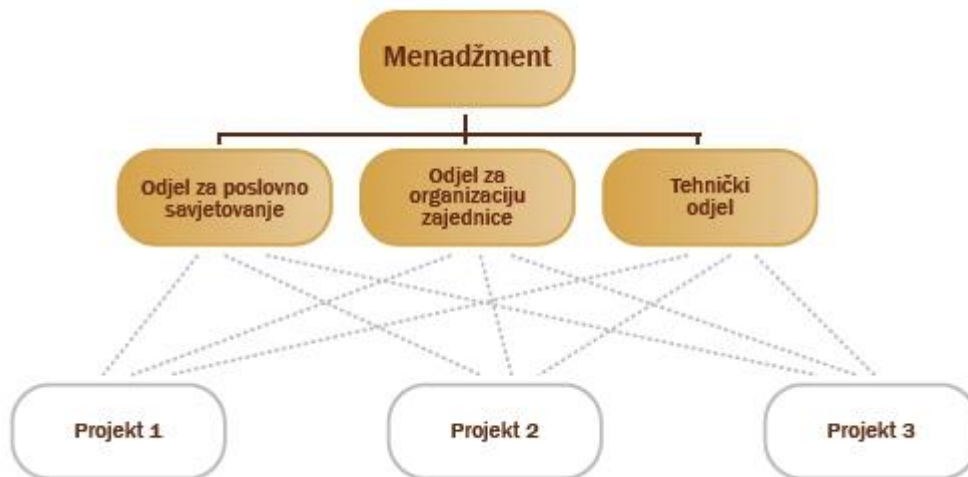 Menadžment
Odjel za poslovno
savjetovanje
Odjel za
organizaciju
zajednice
Tehnički
odjel
Projekt 1
Projekt 2
Projekt 3